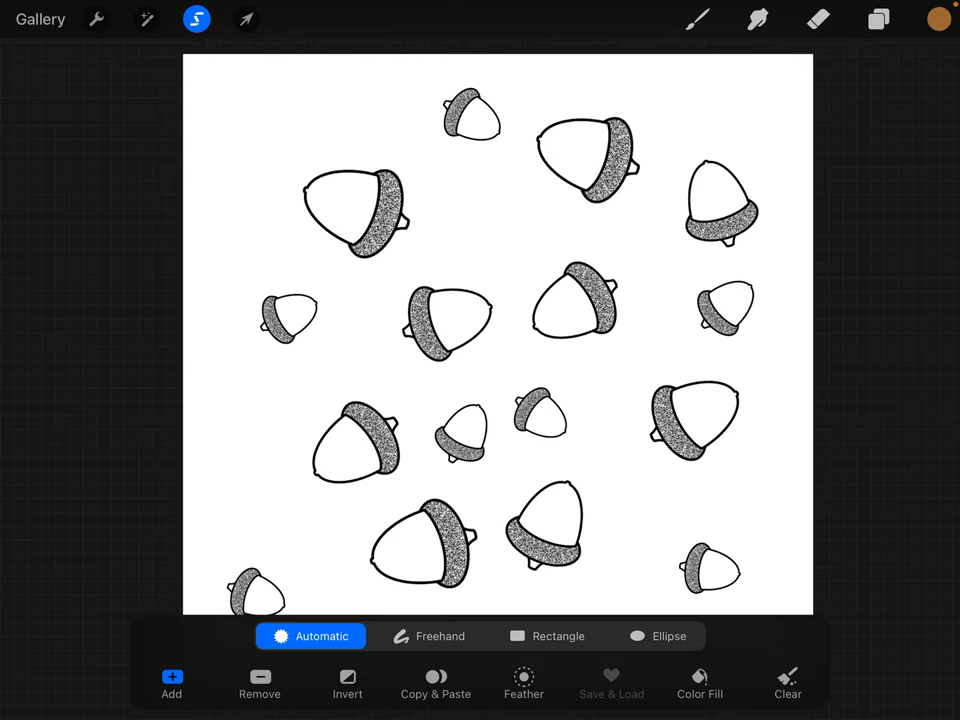 Gallery
Automatic Freehand Rectangle Ellipse
Add Remove Invert Copy & Paste Feather Save & Load Color Fill Clear